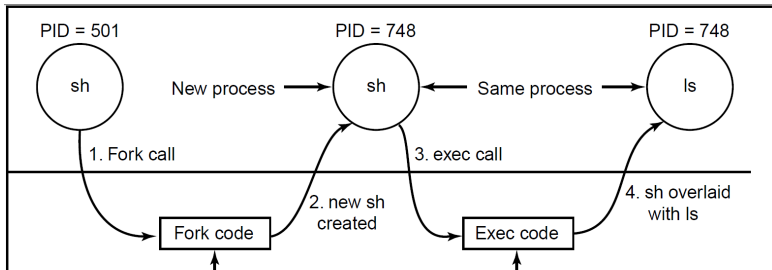 PID = 501
PID = 748
PID = 748
sh
New process
sh
Same process
ls
1. Fork call
3. exec call
2. new sh
created
4. sh overlaid
with ls
Fork code
Exec code